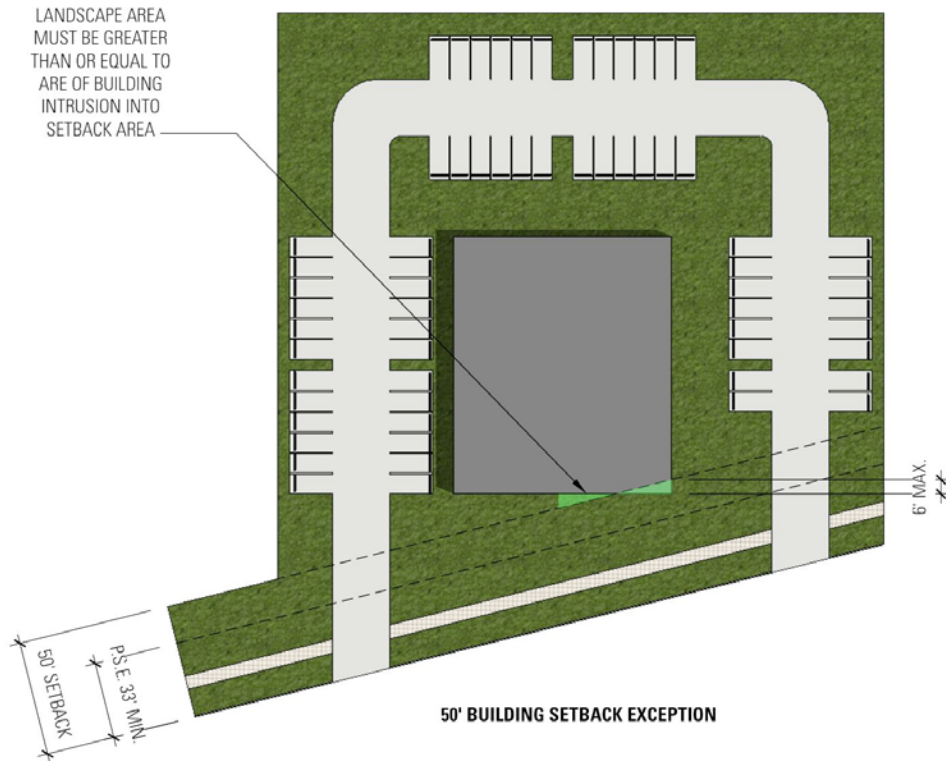 LANDSCAPE AREA
MUST BE GREATER
THAN OR EQUAL TO
ARE OF BUILDING
INTRUSION INTO
SETBACK AREA
6' MAX.
50' SETBACK
P.S.E. 33' MIN.
50' BUILDING SETBACK EXCEPTION